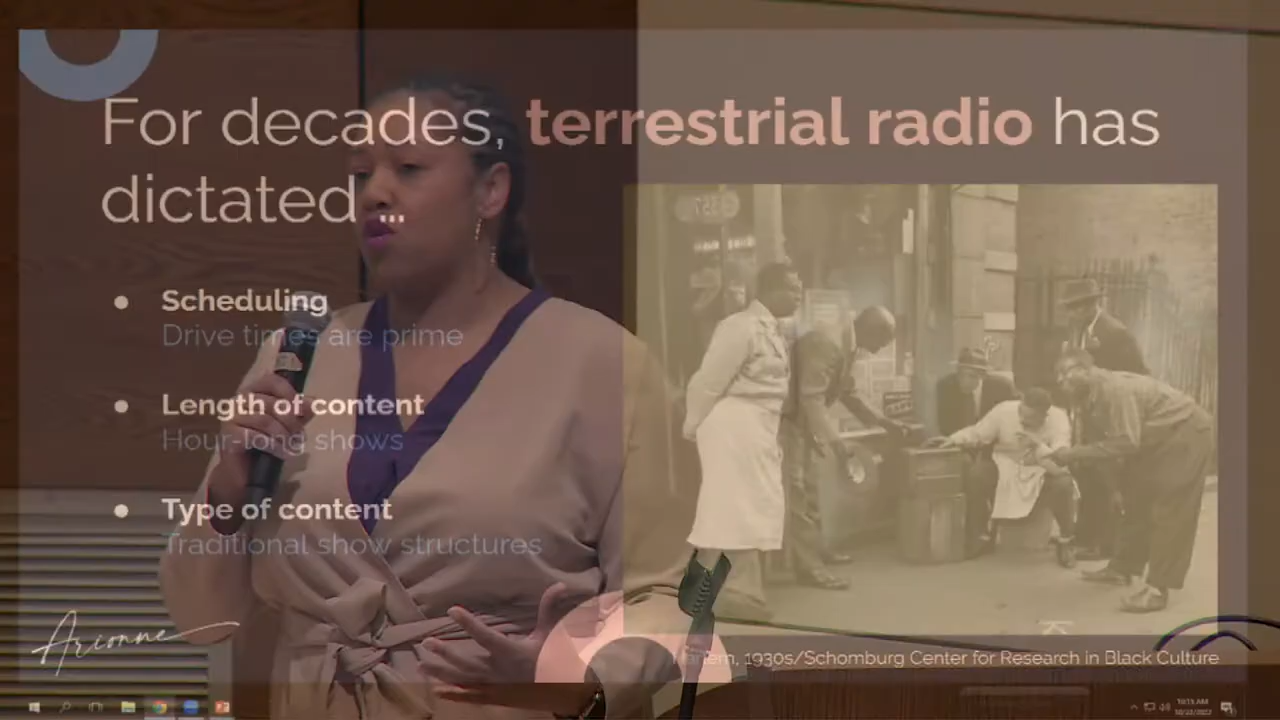 For decades, terrestrial radio has
dictated ...
● Scheduling
Drive times are prime
● Length of content
Hour-long shows
● Type of content
Traditional show structures
Arionne
Harlem, 1930s/Schomburg Center for Research in Black Culture